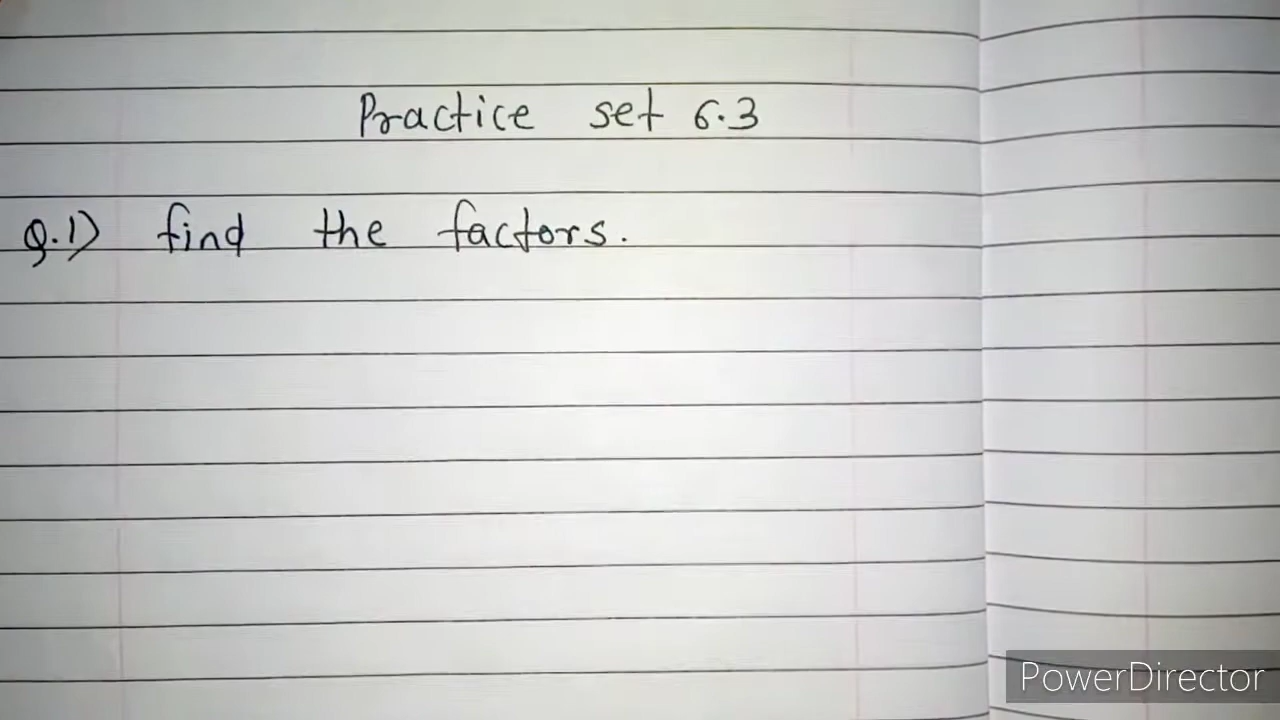 Practice set 6.3
Q.1) find the factors.
PowerDirector